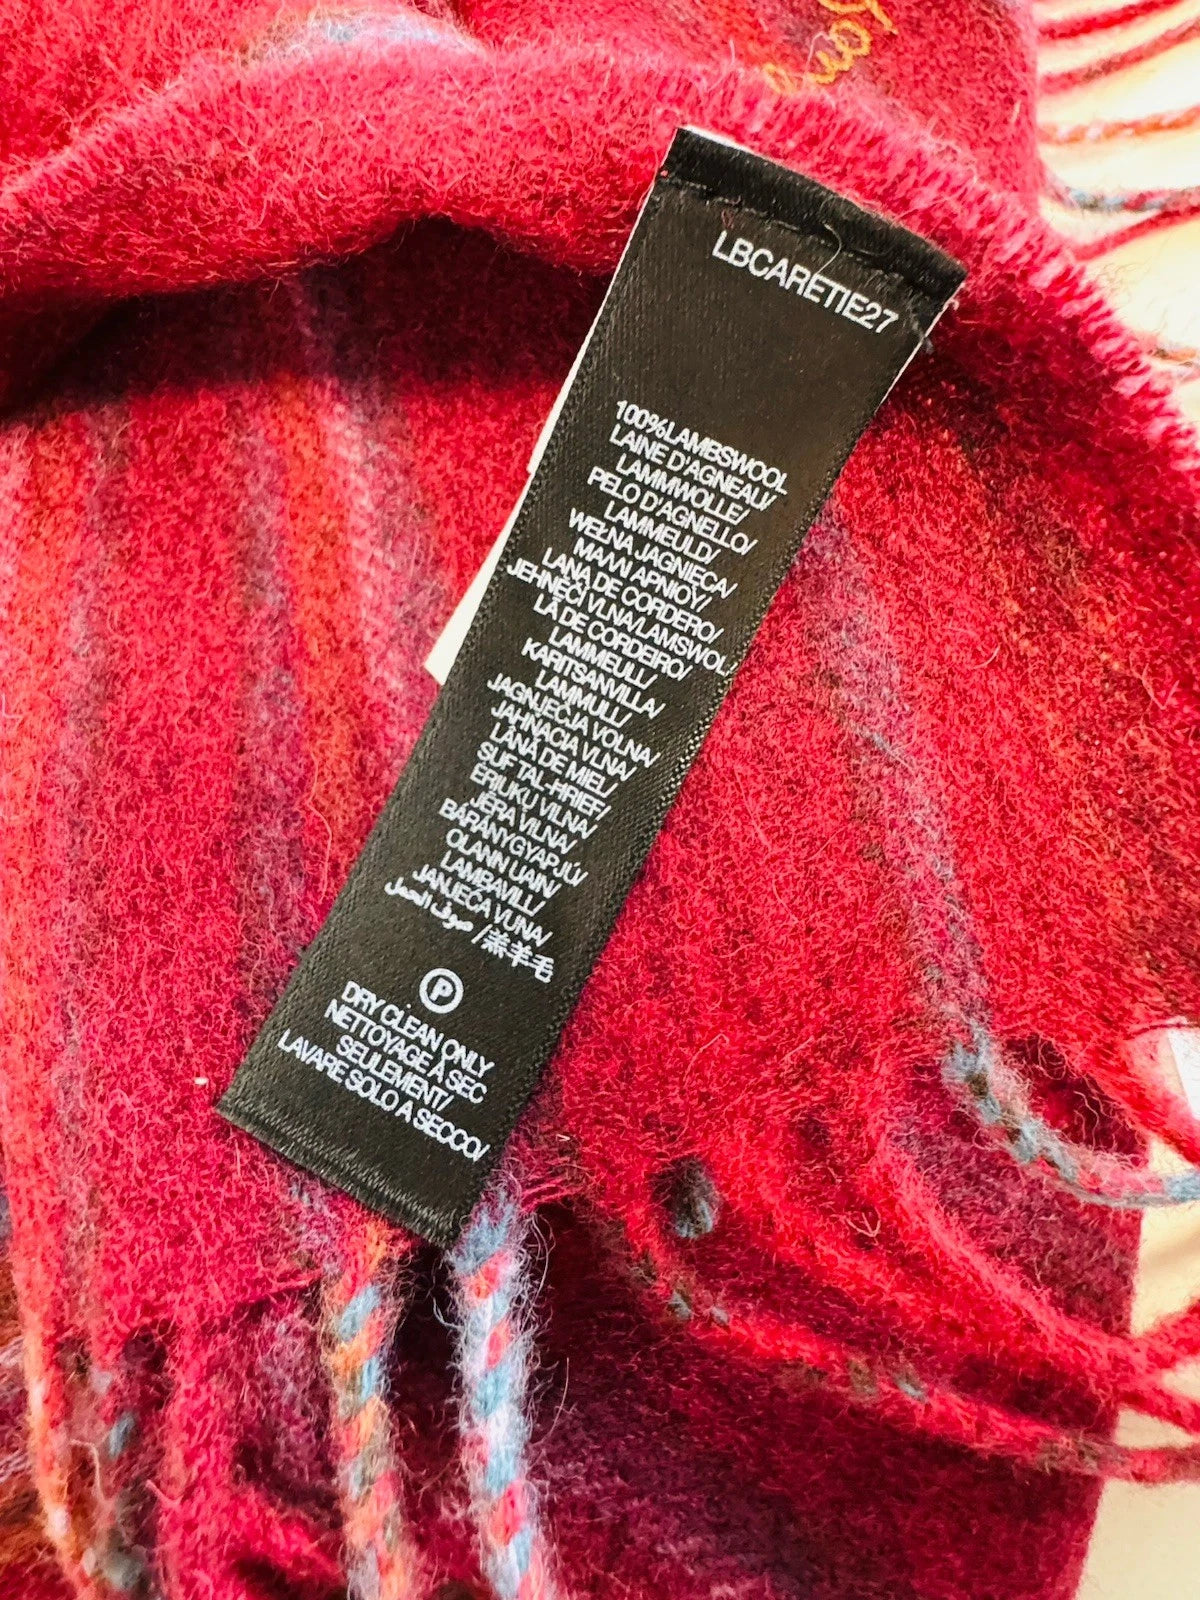 LBCARETIE27
100%LAMBSWOOL
LAINE D'AGNEAU/
LAMMWOLLE/
PELO D'AGNELLO/
LAMMEULD/
WEŁNA JAGNIĘCA/
ΜΑΛΛΙ ΑΡΝΙΟΥ/
LANA DE CORDERO/
JEHNĚČÍ VLNA/LAMSWOL/
LÃ DE CORDEIRO/
LAMMEULL/
KARITSANVILLA/
LAMMULL/
JAGNJEČJA VOLNA/
JAHŇACIA VLNA/
LÂNĂ DE MIEL/
SUF TAL-ĦRIEF/
ĖRIUKŲ VILNA/
JĒRA VILNA/
BÁRÁNYGYAPJÚ/
OLANN UAIN/
LAMBAVILL/
JANJEĆA VUNA/
صوف الحمل /羔羊毛
P
DRY CLEAN ONLY
NETTOYAGE À SEC
SEULEMENT/
LAVARE SOLO A SECCO/